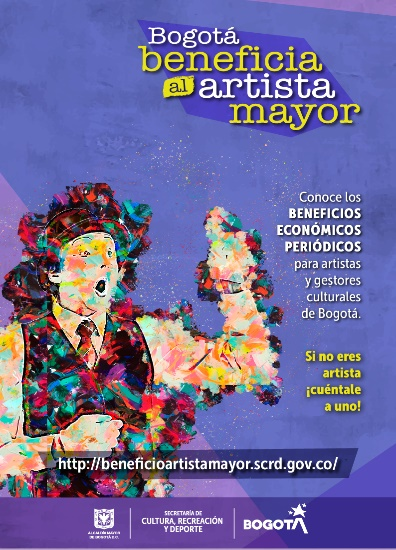 Bogotá
beneficia
al artista
mayor
Conoce los
BENEFICIOS
ECONÓMICOS
PERIÓDICOS
para artistas
y gestores
culturales
de Bogotá.
Si no eres
artista
¡cuéntale
a uno!
http://beneficioartistamayor.scrd.gov.co/
ALCALDÍA MAYOR
DE BOGOTÁ D.C.
SECRETARÍA DE
CULTURA, RECREACIÓN
Y DEPORTE
BOGOTÁ